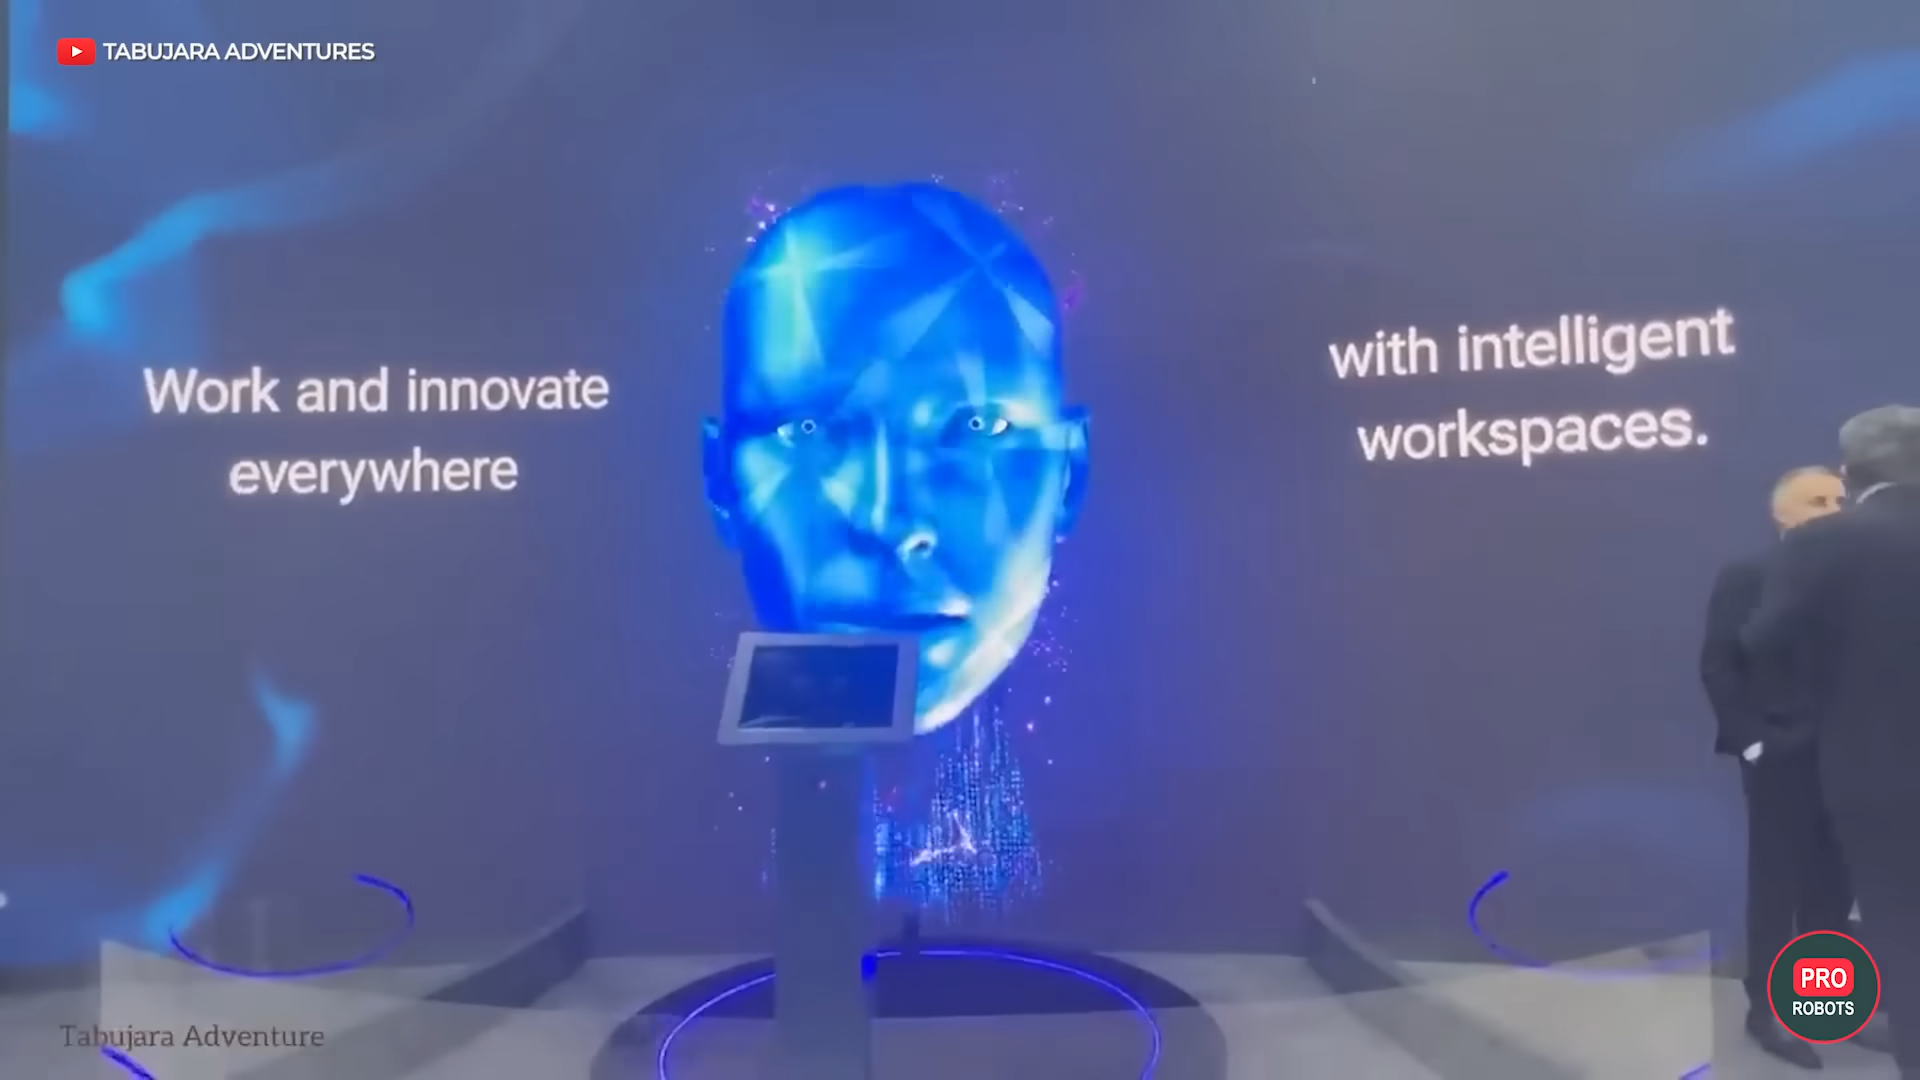 TABUJARA ADVENTURES
Work and innovate
everywhere
with intelligent
workspaces.
Tabujara Adventure
PRO
ROBOTS